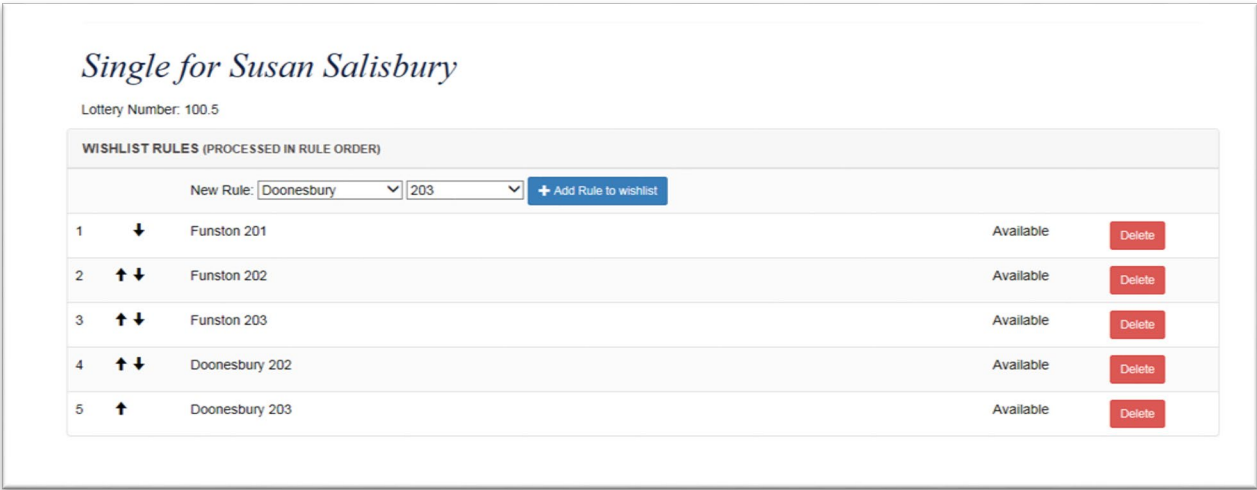 Single for Susan Salisbury
Lottery Number: 100.5
WISHLIST RULES (PROCESSED IN RULE ORDER)
New Rule: Doonesbury 203 Add Rule to wishlist
1 Funston 201 Available Delete
2 Funston 202 Available Delete
3 Funston 203 Available Delete
4 Doonesbury 202 Available Delete
5 Doonesbury 203 Available Delete